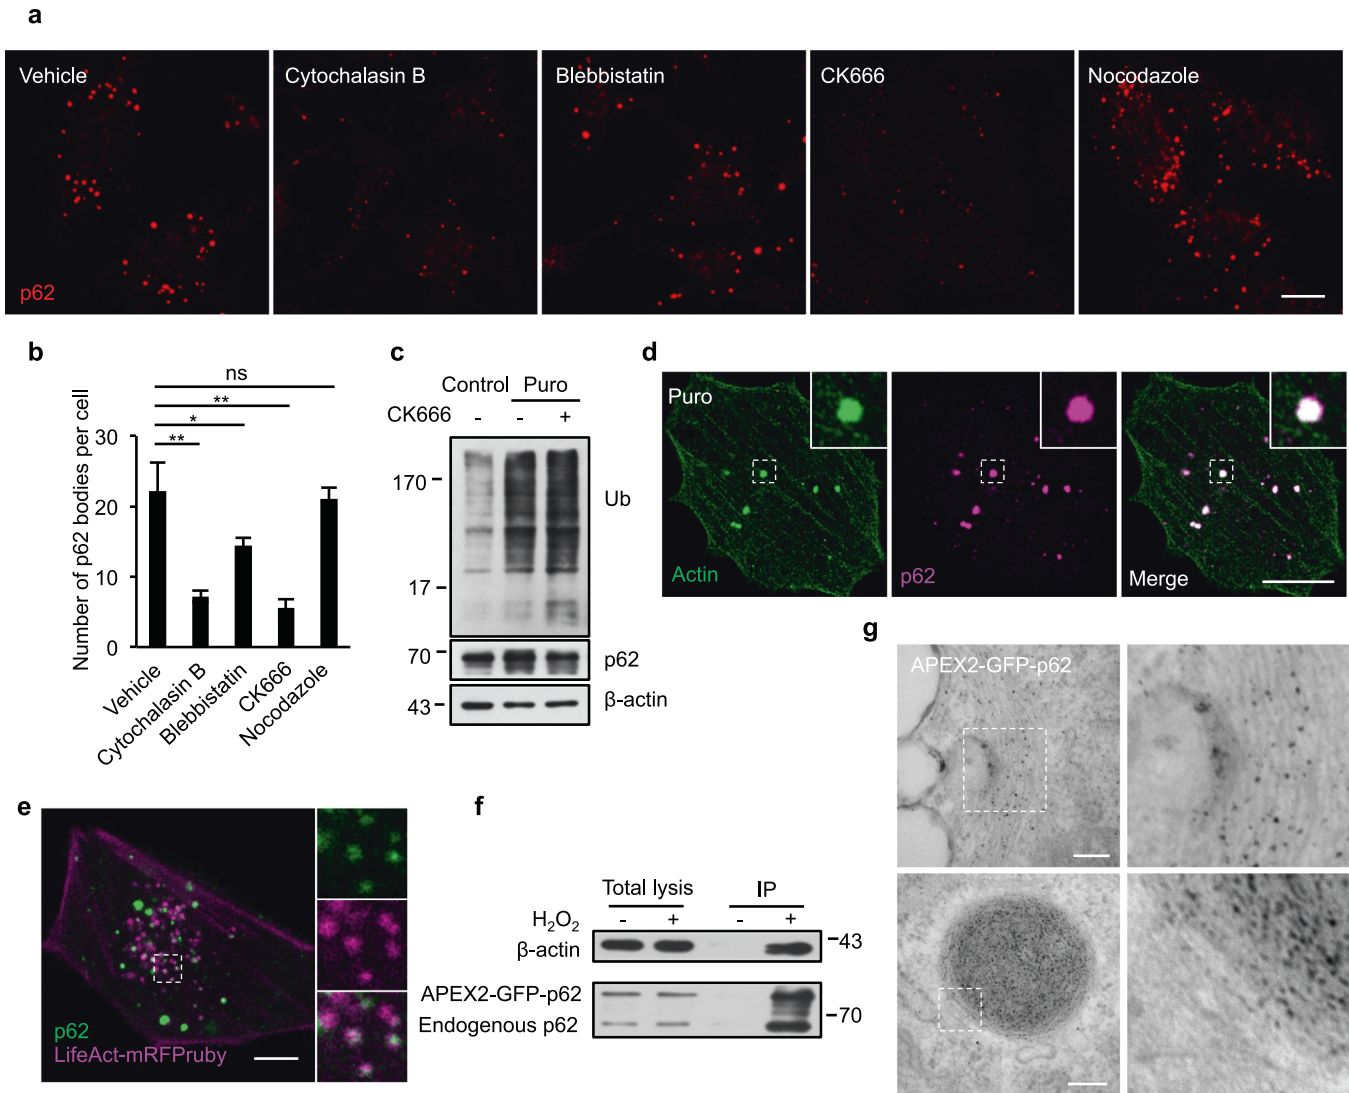 a
Vehicle
Cytochalasin B
Blebbistatin
CK666
Nocodazole
p62
b
ns
**
*
**
Number of p62 bodies per cell
30
20
10
0
Vehicle
Cytochalasin B
Blebbistatin
CK666
Nocodazole
c
Control Puro
CK666 - - +
170
17
Ub
70
p62
43
β-actin
d
Puro
Actin
p62
Merge
e
p62
LifeAct-mRFPruby
f
Total lysis IP
H2O2 - + - +
β-actin
43
APEX2-GFP-p62
70
Endogenous p62
g
APEX2-GFP-p62